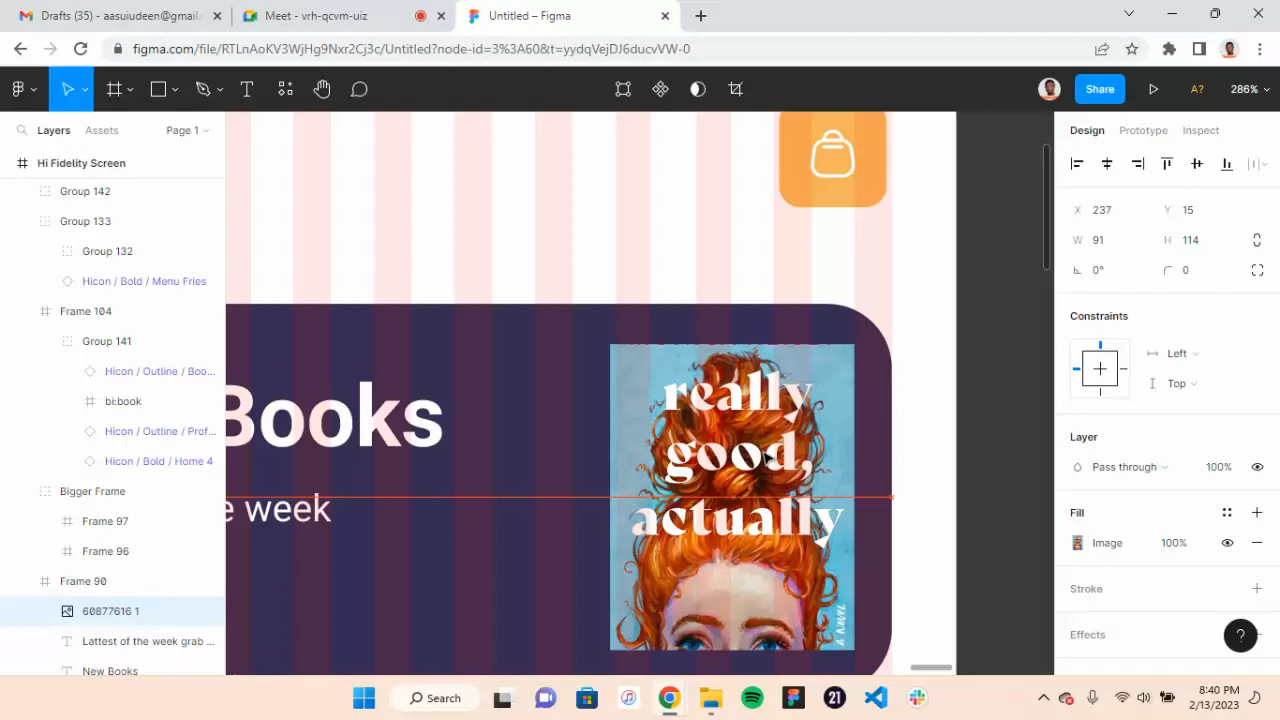 Drafts (35) - aasuiudeen@gmail
Meet - vrh-qcvm-uiz
Untitled – Figma
figma.com/file/RTLnAoKV3WjHg9Nxr2Cj3c/Untitled?node-id=3%3A60&t=yydqVejDJ6ducvVW-0
Share
A?
286%
Layers
Assets
Page 1
Design
Prototype
Inspect
Hi Fidelity Screen
Group 142
Group 133
Group 132
Hicon / Bold / Menu Fries
Frame 104
Group 141
Hicon / Outline / Boo...
bi:book
Hicon / Outline / Prof...
Hicon / Bold / Home 4
Bigger Frame
Frame 97
Frame 96
Frame 90
60877616 1
Lattest of the week grab ...
New Books
Books
e week
really
good,
actually
A NOVEL
X 237
Y 15
W 91
H 114
0°
0
Constraints
Left
Top
Layer
Pass through
100%
Fill
Image
100%
Stroke
Effects
?
Search
21
8:40 PM
2/13/2023